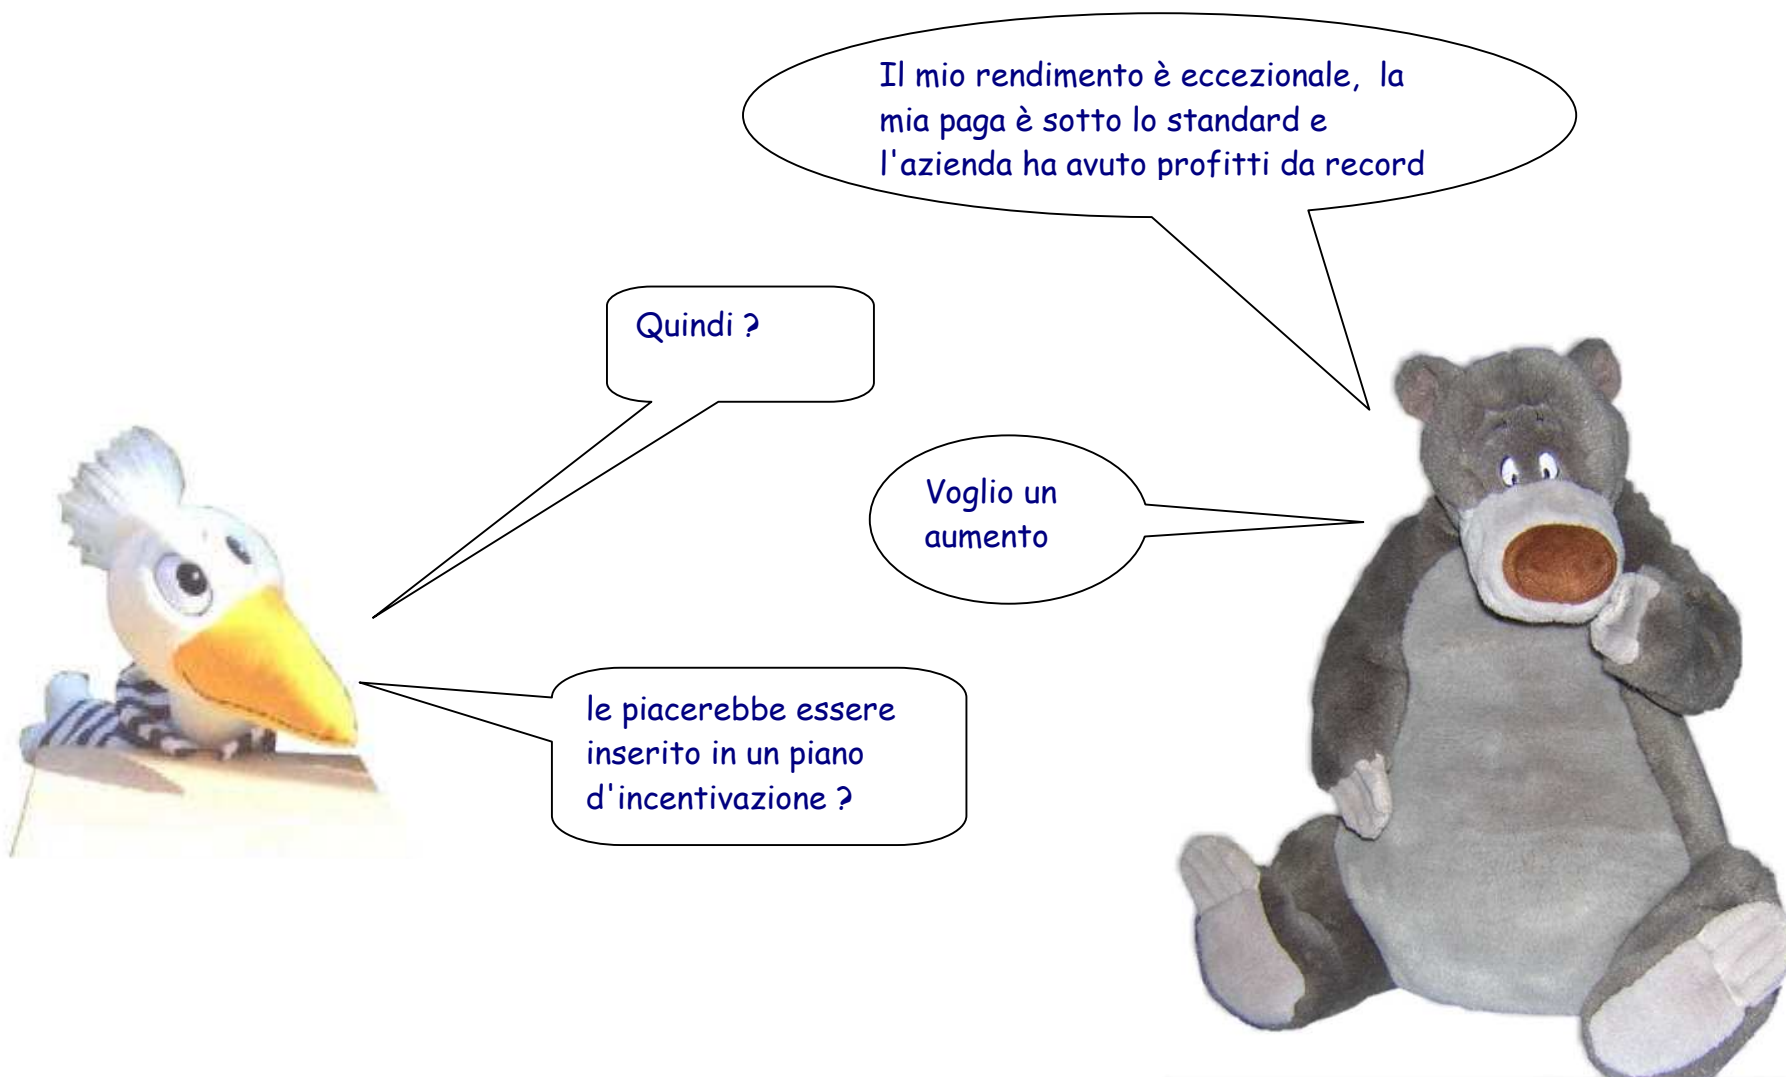 Il mio rendimento è eccezionale, la
mia paga è sotto lo standard e
l'azienda ha avuto profitti da record
Quindi ?
Voglio un
aumento
le piacerebbe essere
inserito in un piano
d'incentivazione ?